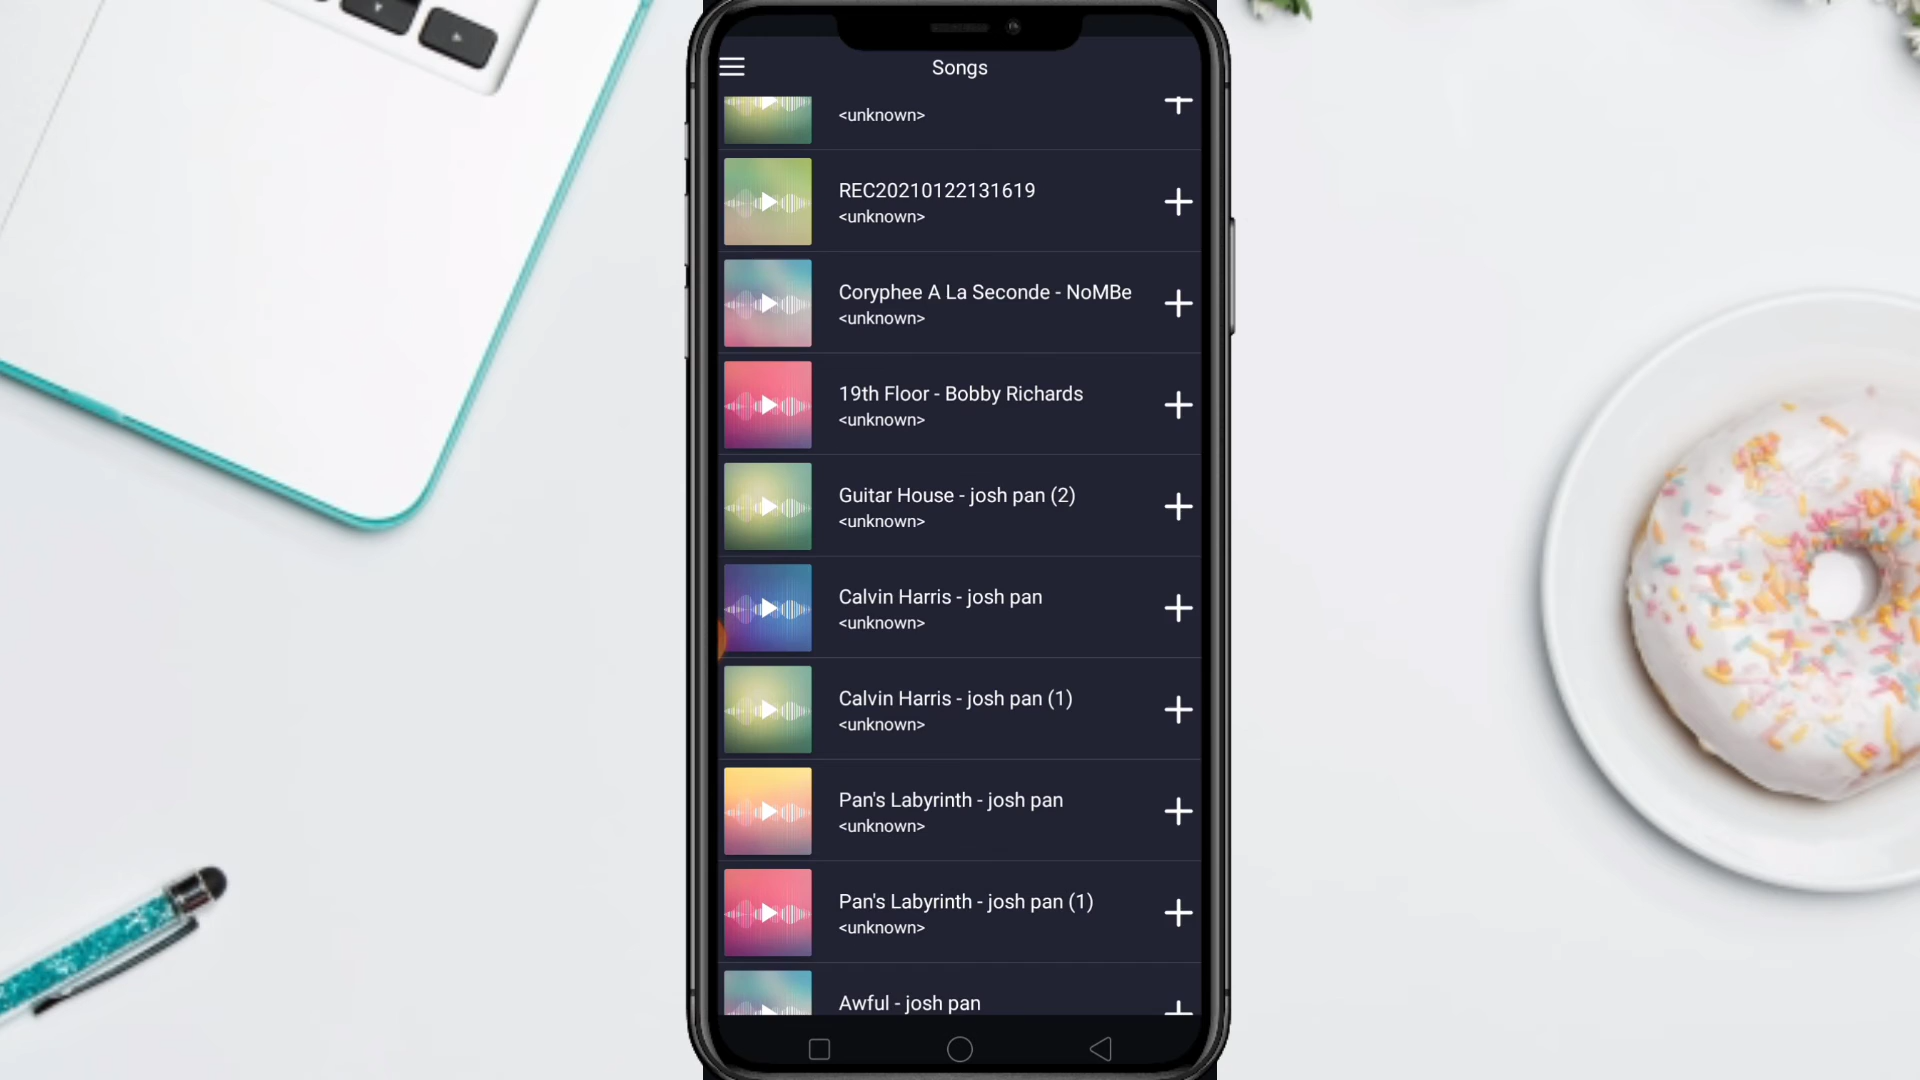 Songs
<unknown>
REC20210122131619
<unknown>
Coryphee A La Seconde - NoMBe
<unknown>
19th Floor - Bobby Richards
<unknown>
Guitar House - josh pan (2)
<unknown>
Calvin Harris - josh pan
<unknown>
Calvin Harris - josh pan (1)
<unknown>
Pan's Labyrinth - josh pan
<unknown>
Pan's Labyrinth - josh pan (1)
<unknown>
Awful - josh pan